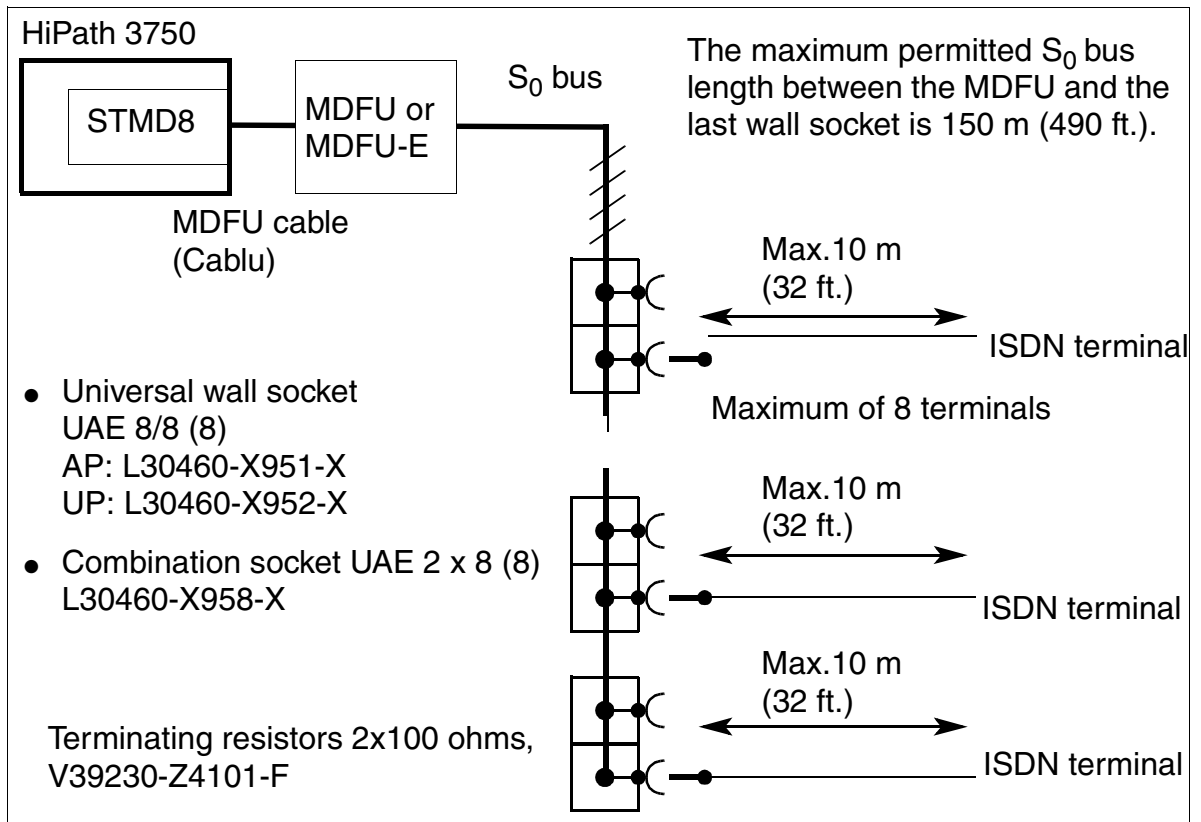 HiPath 3750
STMD8
MDFU or
MDFU-E
S0 bus
The maximum permitted S0 bus
length between the MDFU and the
last wall socket is 150 m (490 ft.).
MDFU cable
(Cablu)
Max.10 m
(32 ft.)
ISDN terminal
Maximum of 8 terminals
• Universal wall socket
UAE 8/8 (8)
AP: L30460-X951-X
UP: L30460-X952-X
• Combination socket UAE 2 x 8 (8)
L30460-X958-X
Max.10 m
(32 ft.)
ISDN terminal
Max.10 m
(32 ft.)
ISDN terminal
Terminating resistors 2x100 ohms,
V39230-Z4101-F